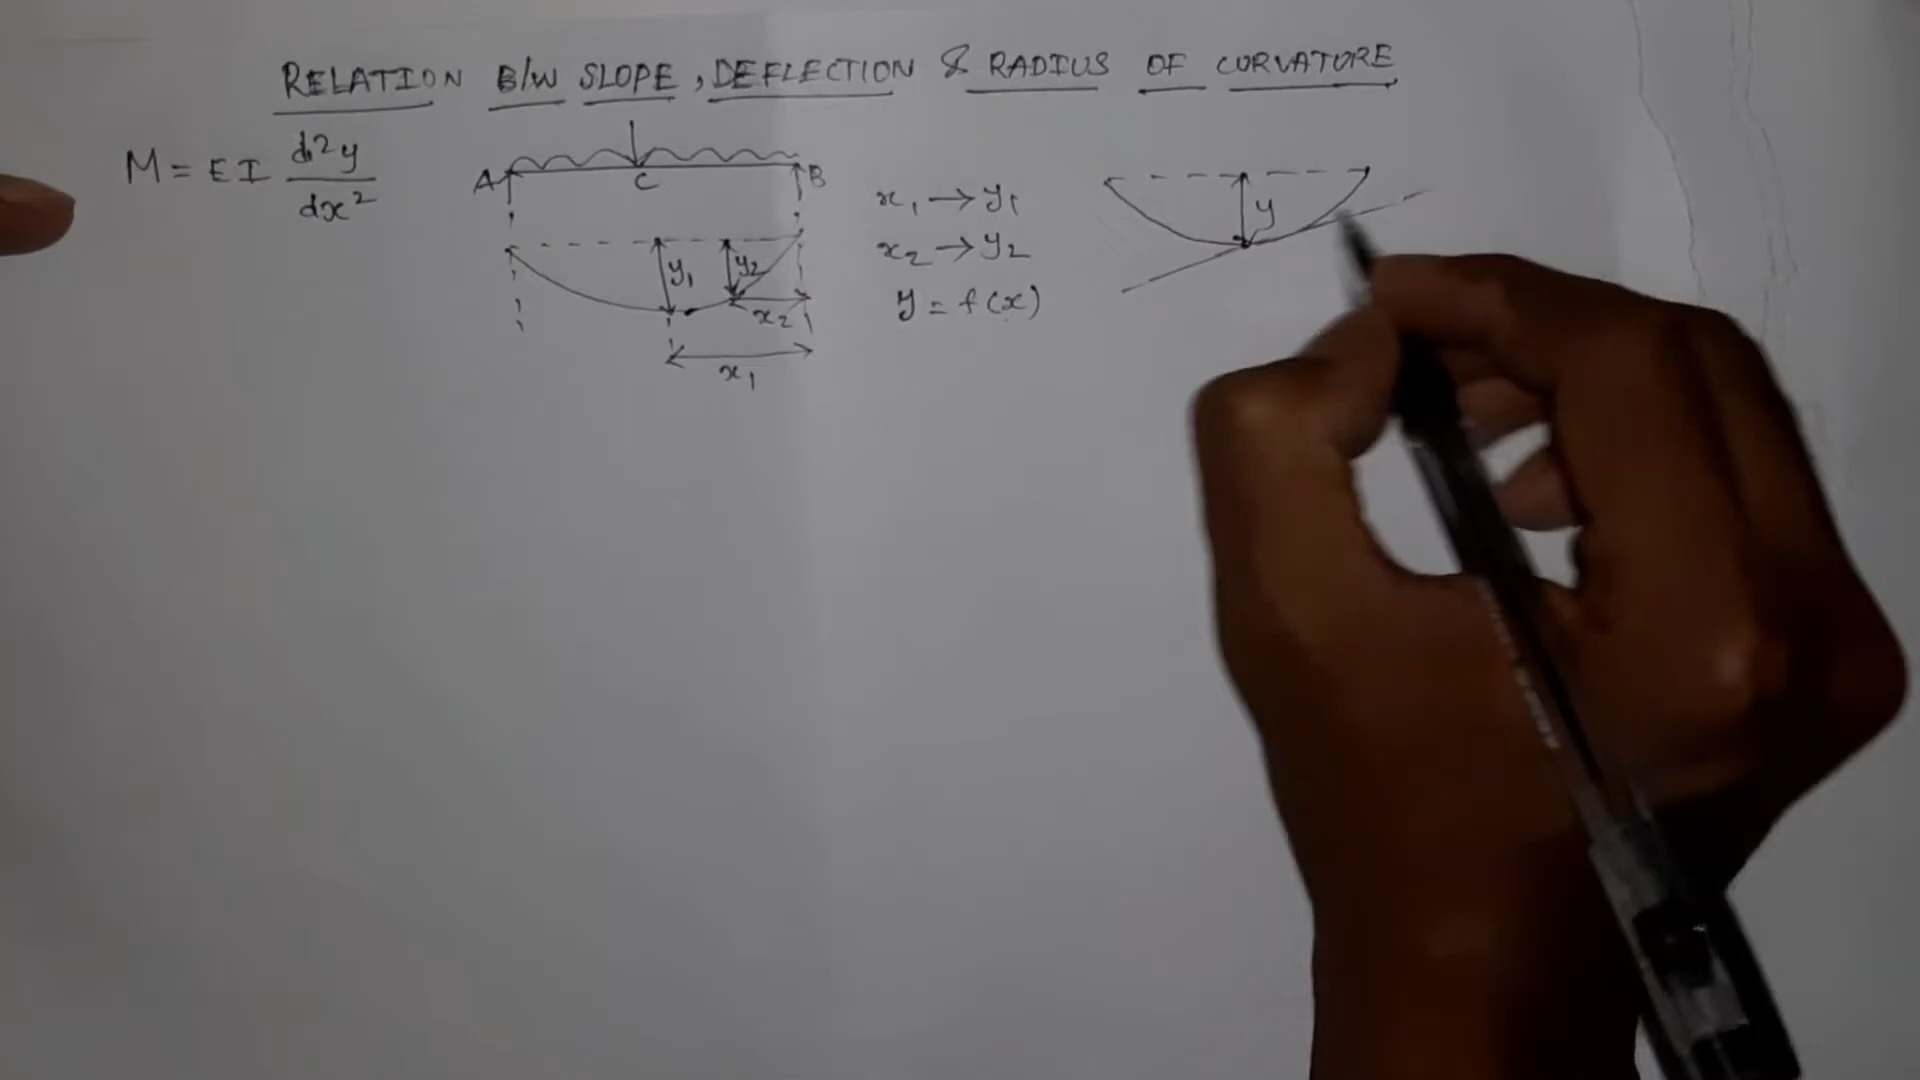 RELATION B/W SLOPE, DEFLECTION & RADIUS OF CURVATURE
M = EI d²y/dx²
A C B
y₁ y₂
x₂
x₁
x₁ → y₁
x₂ → y₂
y = f(x)
y